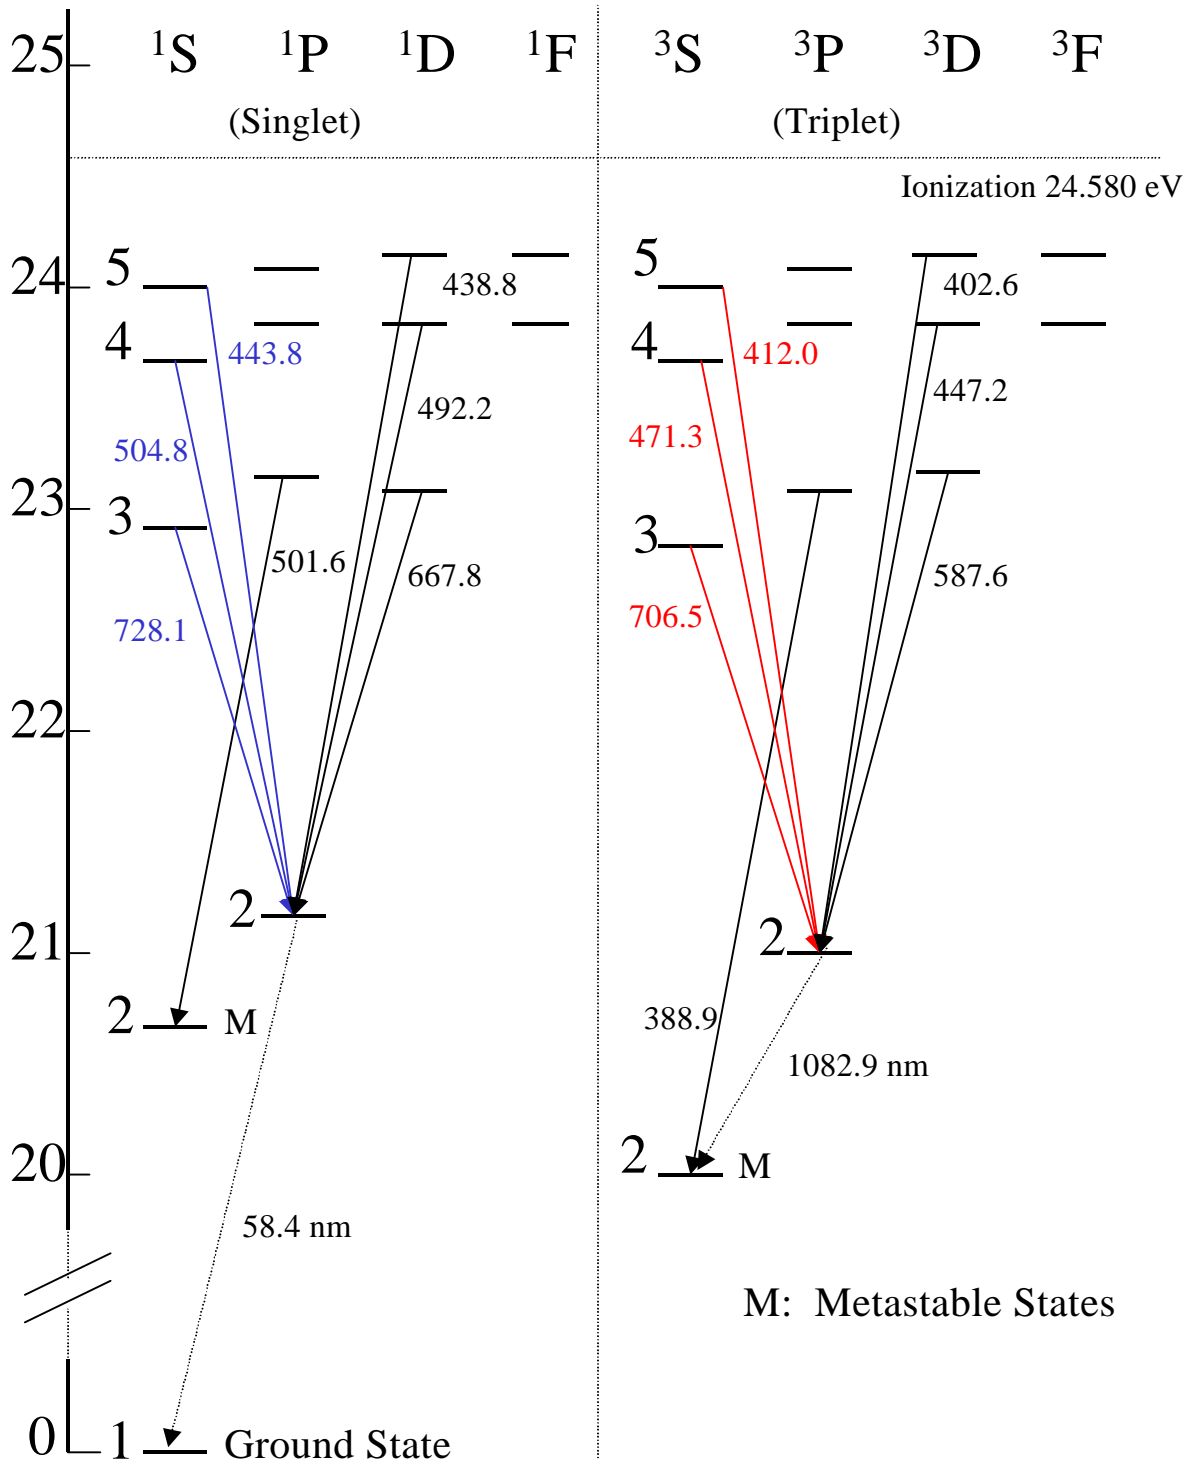 25 ¹S ¹P ¹D ¹F ³S ³P ³D ³F
(Singlet) (Triplet)
Ionization 24.580 eV
24 5 438.8 5 402.6
4 443.8 4 412.0
492.2 447.2
504.8 471.3
23 3 3
501.6 667.8 587.6
728.1 706.5
22
2 2
21
2 M 388.9
1082.9 nm
20 2 M
58.4 nm
M: Metastable States
0 1 Ground State